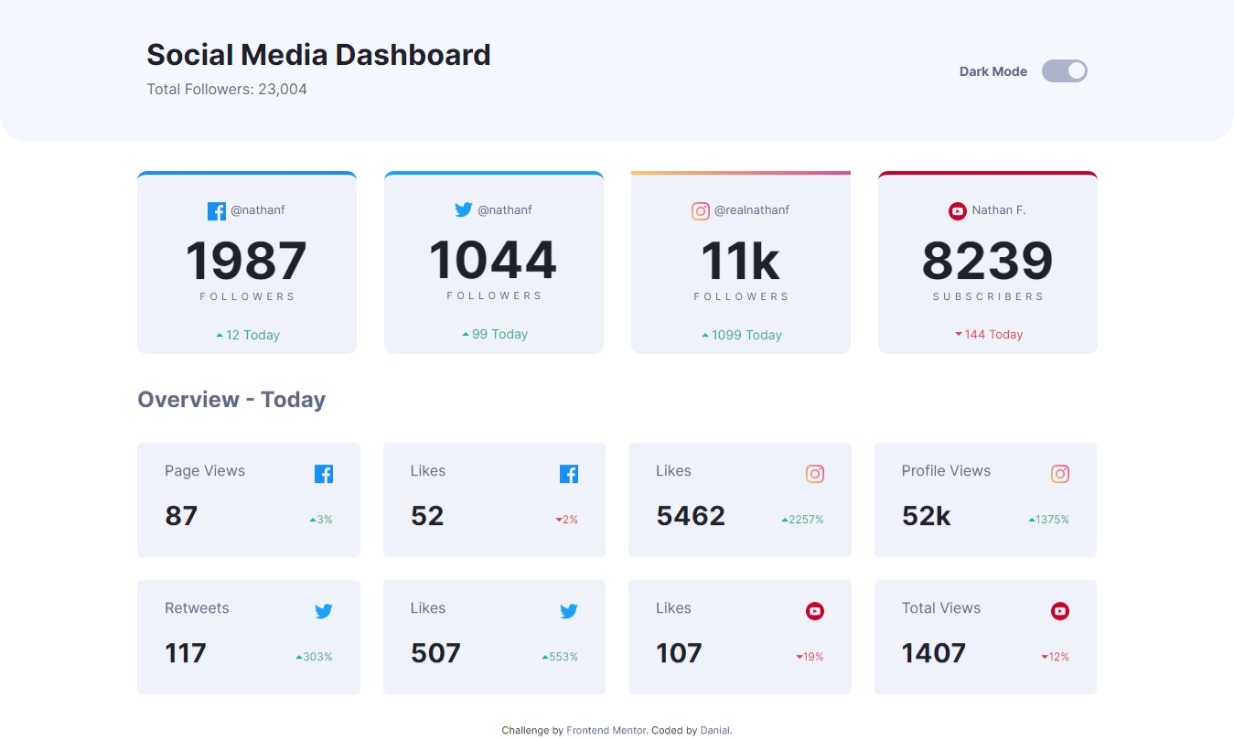 Social Media Dashboard
Total Followers: 23,004
Dark Mode
@nathanf
1987
FOLLOWERS
12 Today
@nathanf
1044
FOLLOWERS
99 Today
@realnathanf
11k
FOLLOWERS
1099 Today
Nathan F.
8239
SUBSCRIBERS
144 Today
Overview - Today
Page Views
87
3%
Likes
52
2%
Likes
5462
2257%
Profile Views
52k
1375%
Retweets
117
303%
Likes
507
553%
Likes
107
19%
Total Views
1407
12%
Challenge by Frontend Mentor. Coded by Danial.